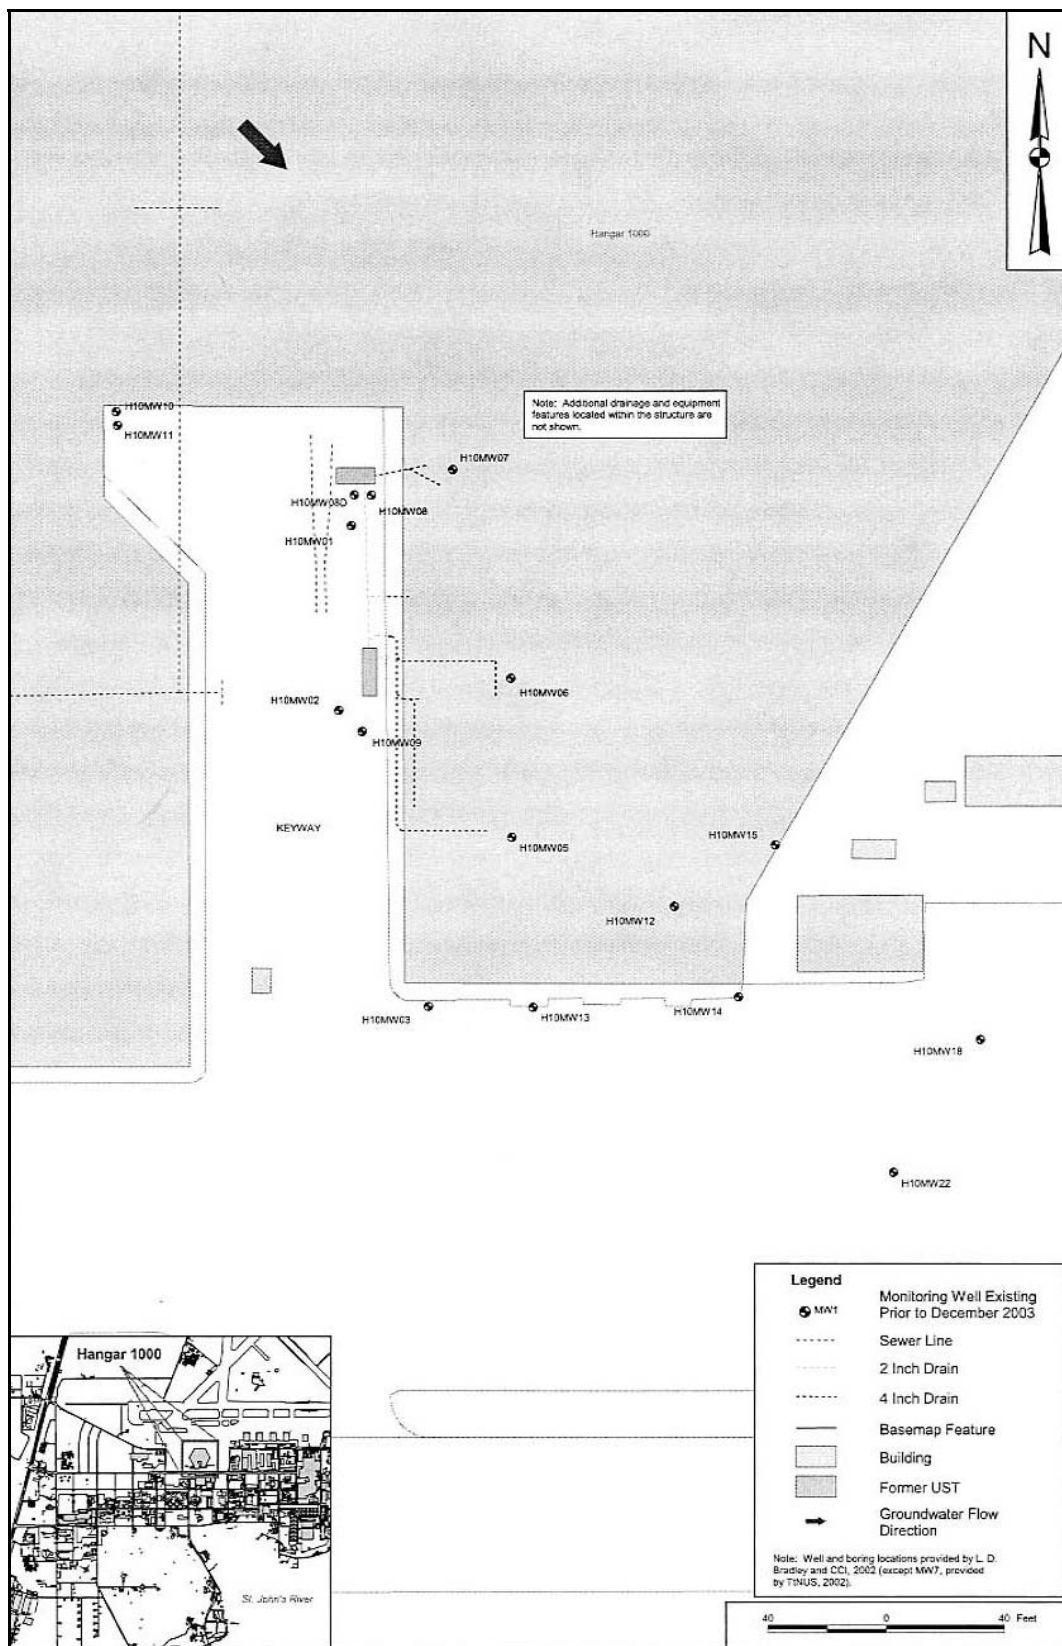 N
Hangar 1000
Note: Additional drainage and equipment
features located within the structure are
not shown.
H10MW10
H10MW11
H10MW07
H10MW08D
H10MW08
H10MW01
H10MW06
H10MW02
H10MW09
KEYWAY
H10MW05
H10MW15
H10MW12
H10MW03
H10MW13
H10MW14
H10MW18
H10MW22
Legend
MW1
Monitoring Well Existing
Prior to December 2003
Sewer Line
2 Inch Drain
4 Inch Drain
Basemap Feature
Building
Former UST
Groundwater Flow
Direction
Note: Well and boring locations provided by L. D.
Bradley and CCI, 2002 (except MW7, provided
by TtNUS, 2002).
40 0 40 Feet
Hangar 1000
St. John's River